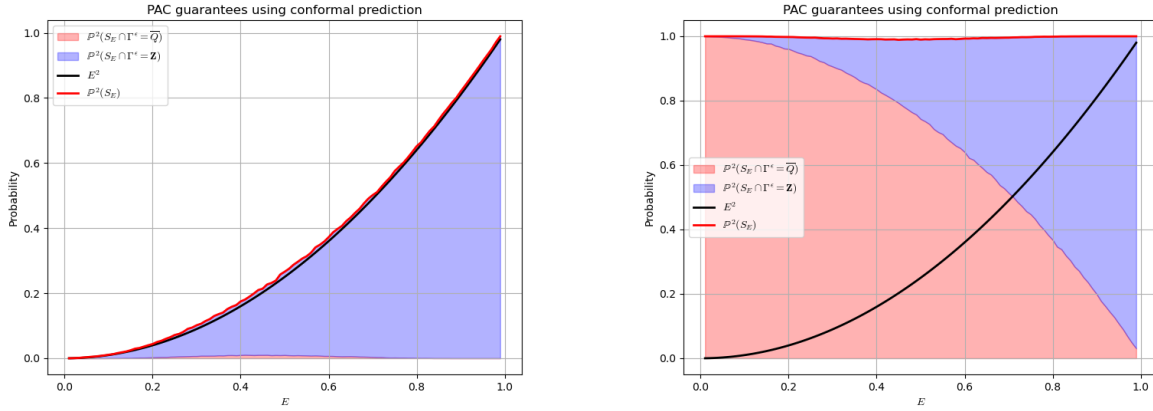 PAC guarantees using conformal prediction
1.0
0.8
0.6
0.4
0.2
0.0
Probability
ℙ²(S_E ∩ Γ^ε = Q̅)
ℙ²(S_E ∩ Γ^ε = 𝐙)
E²
ℙ²(S_E)
0.0 0.2 0.4 0.6 0.8 1.0
E
PAC guarantees using conformal prediction
1.0
0.8
0.6
0.4
0.2
0.0
Probability
ℙ²(S_E ∩ Γ^ε = Q̅)
ℙ²(S_E ∩ Γ^ε = 𝐙)
E²
ℙ²(S_E)
0.0 0.2 0.4 0.6 0.8 1.0
E